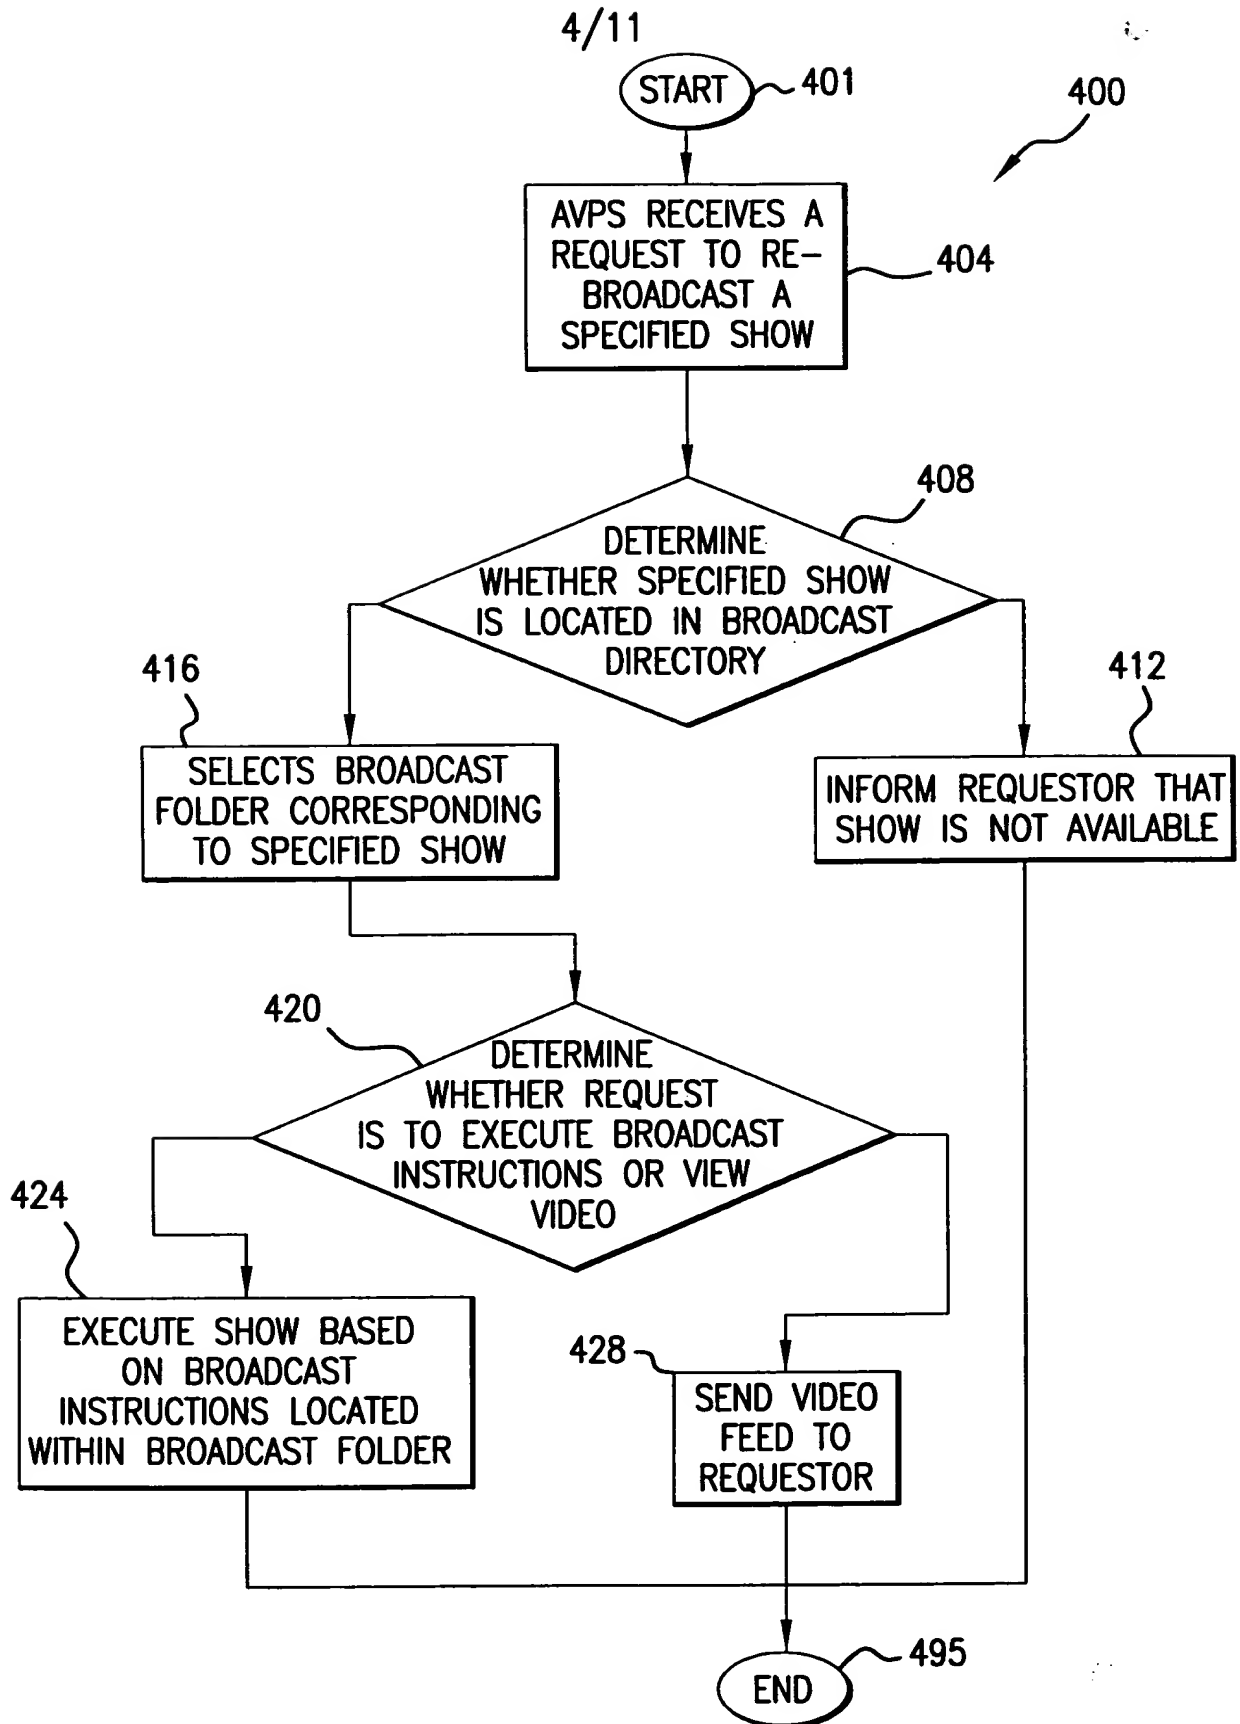 4/11
START
401
400
AVPS RECEIVES A
REQUEST TO RE-
BROADCAST A
SPECIFIED SHOW
404
408
DETERMINE
WHETHER SPECIFIED SHOW
IS LOCATED IN BROADCAST
DIRECTORY
416
412
SELECTS BROADCAST
FOLDER CORRESPONDING
TO SPECIFIED SHOW
INFORM REQUESTOR THAT
SHOW IS NOT AVAILABLE
420
DETERMINE
WHETHER REQUEST
IS TO EXECUTE BROADCAST
INSTRUCTIONS OR VIEW
VIDEO
424
EXECUTE SHOW BASED
ON BROADCAST
INSTRUCTIONS LOCATED
WITHIN BROADCAST FOLDER
428
SEND VIDEO
FEED TO
REQUESTOR
495
END